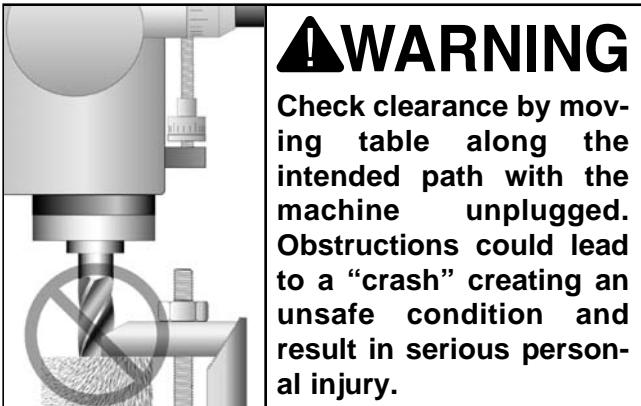 WARNING
Check clearance by mov-
ing table along the
intended path with the
machine unplugged.
Obstructions could lead
to a “crash” creating an
unsafe condition and
result in serious person-
al injury.